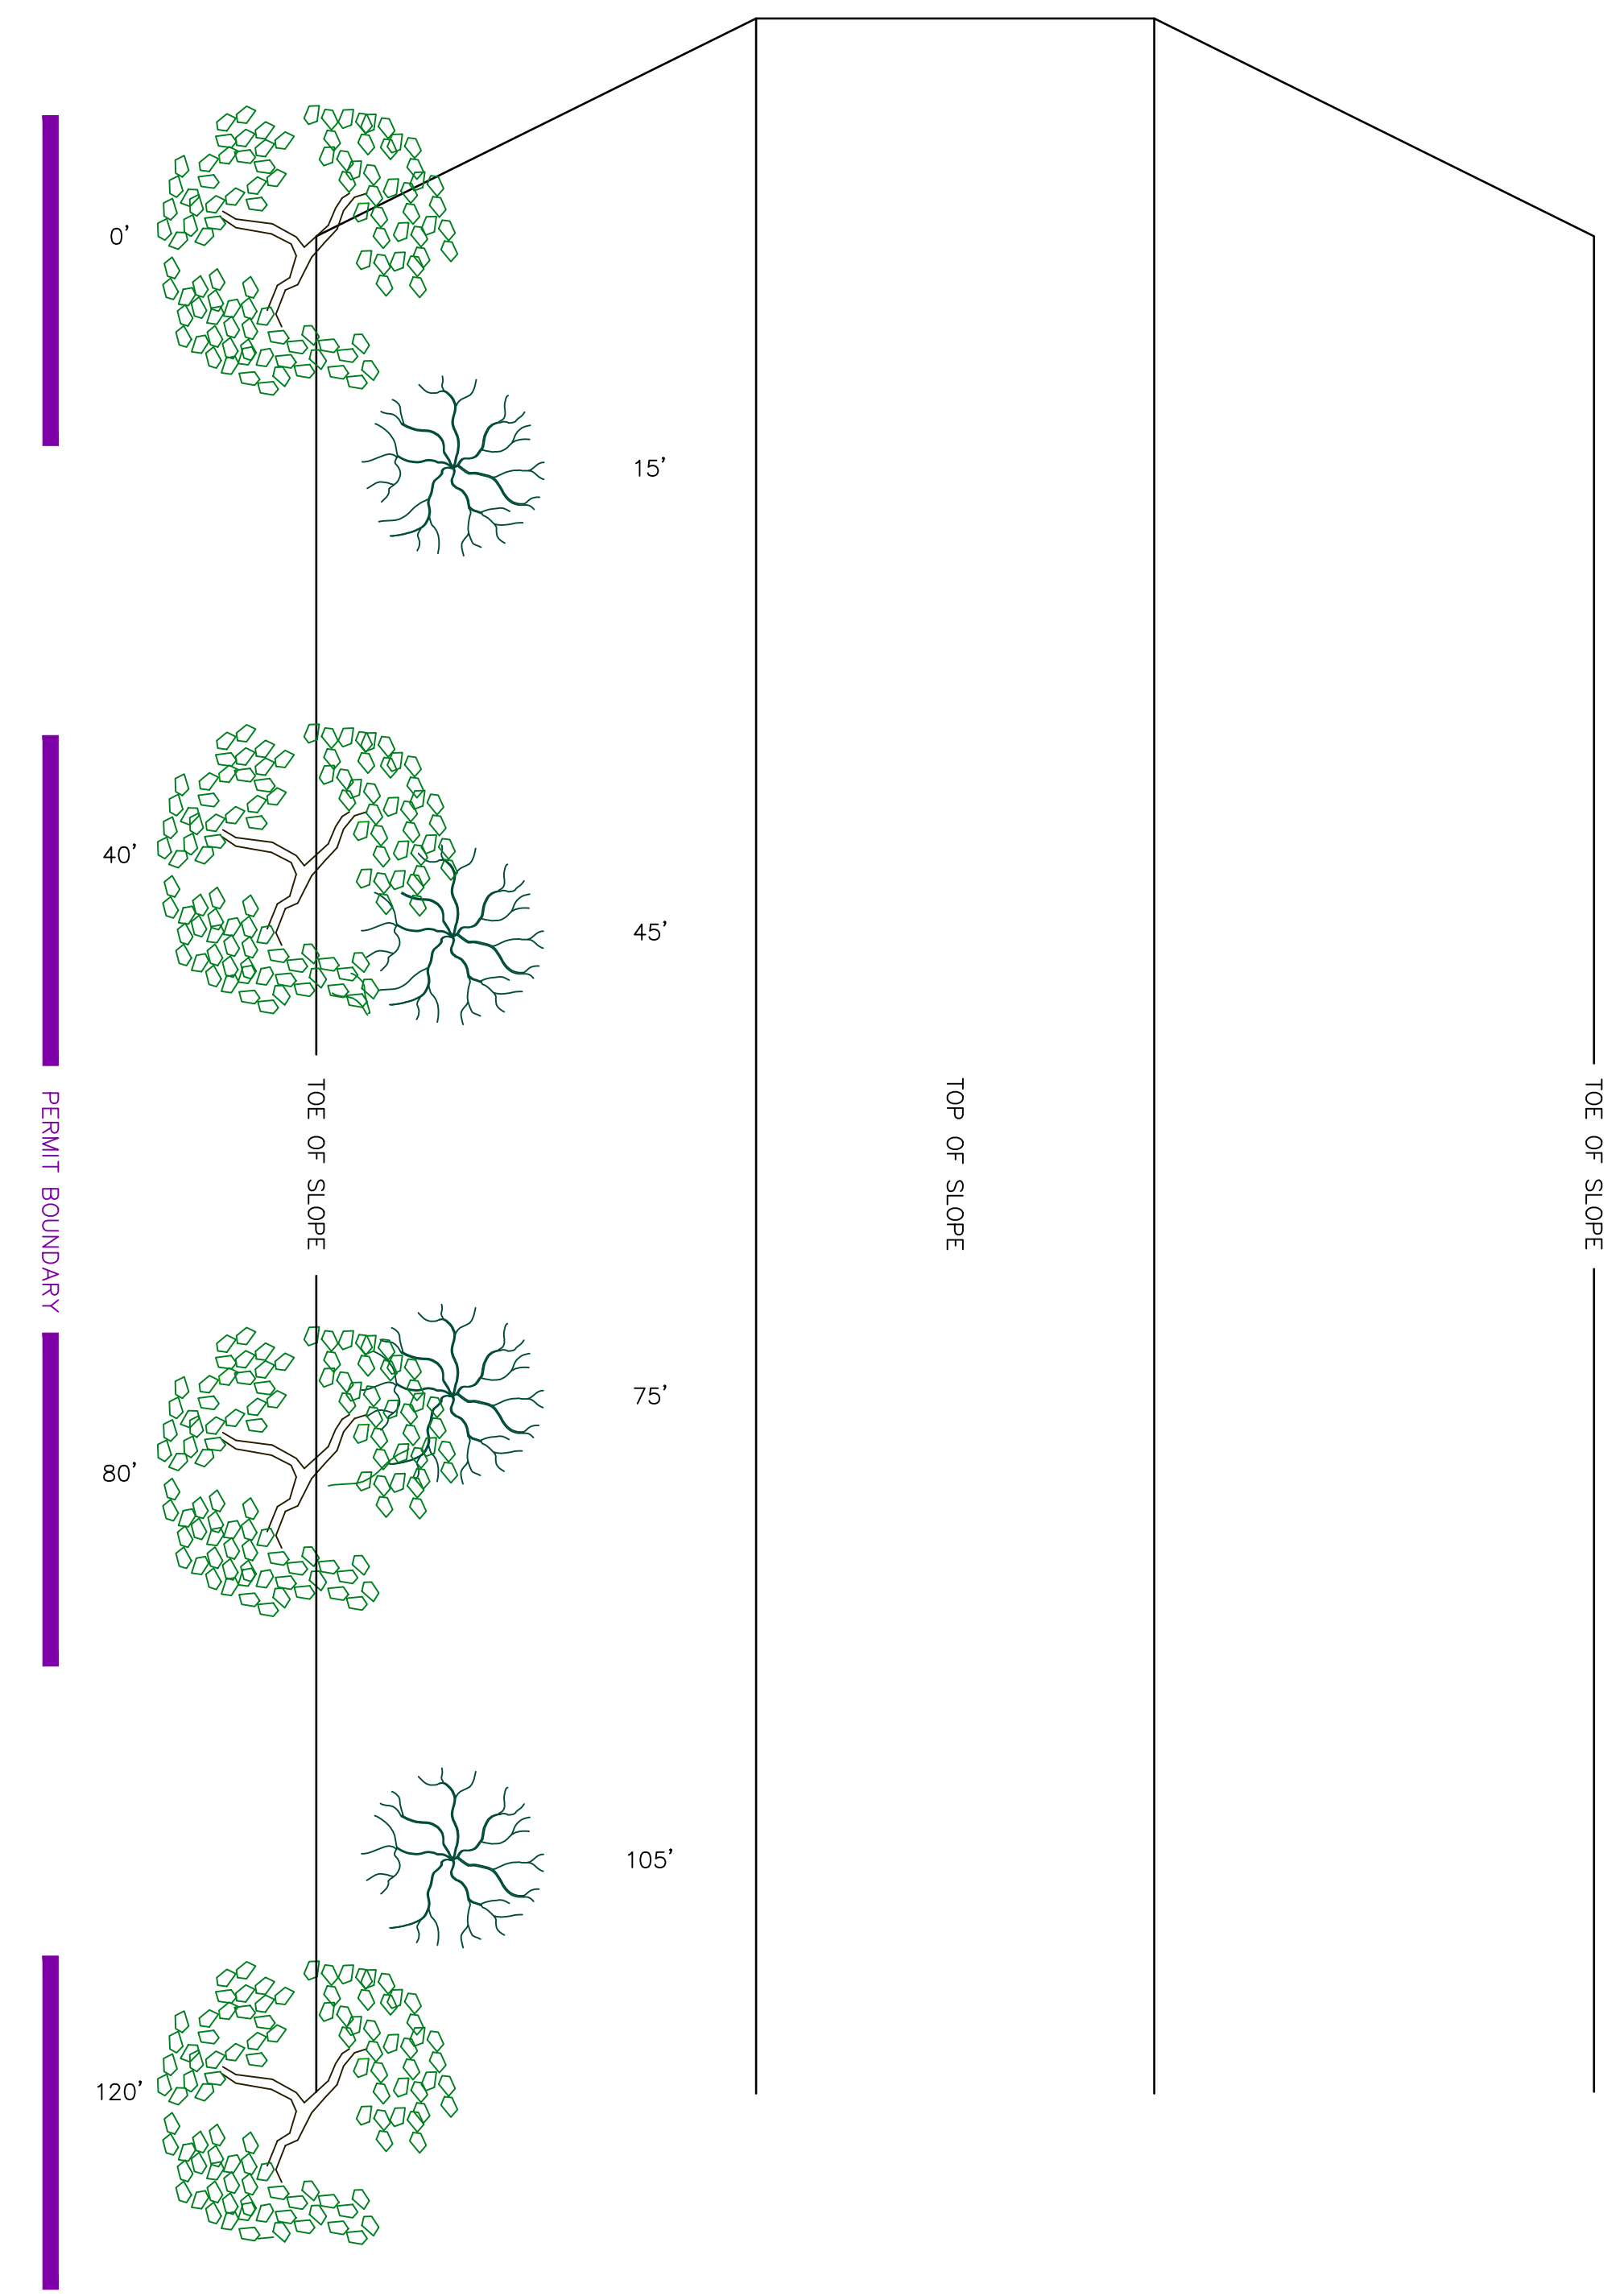 0’
15’
40’
45’
PERMIT BOUNDARY
TOE OF SLOPE
TOP OF SLOPE
TOE OF SLOPE
75’
80’
105’
120’